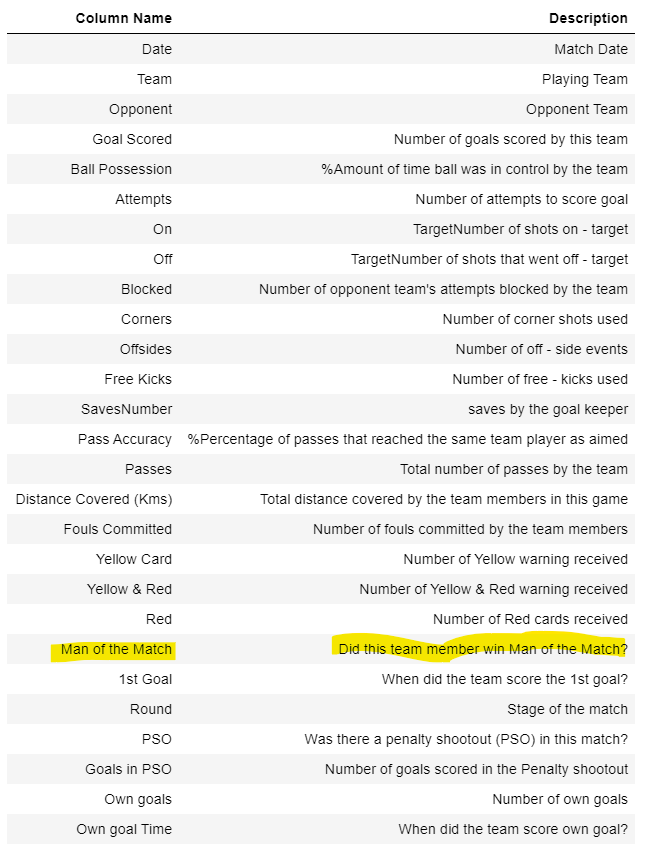 Column Name Description
Date Match Date
Team Playing Team
Opponent Opponent Team
Goal Scored Number of goals scored by this team
Ball Possession %Amount of time ball was in control by the team
Attempts Number of attempts to score goal
On TargetNumber of shots on - target
Off TargetNumber of shots that went off - target
Blocked Number of opponent team's attempts blocked by the team
Corners Number of corner shots used
Offsides Number of off - side events
Free Kicks Number of free - kicks used
SavesNumber saves by the goal keeper
Pass Accuracy %Percentage of passes that reached the same team player as aimed
Passes Total number of passes by the team
Distance Covered (Kms) Total distance covered by the team members in this game
Fouls Committed Number of fouls committed by the team members
Yellow Card Number of Yellow warning received
Yellow & Red Number of Yellow & Red warning received
Red Number of Red cards received
Man of the Match Did this team member win Man of the Match?
1st Goal When did the team score the 1st goal?
Round Stage of the match
PSO Was there a penalty shootout (PSO) in this match?
Goals in PSO Number of goals scored in the Penalty shootout
Own goals Number of own goals
Own goal Time When did the team score own goal?